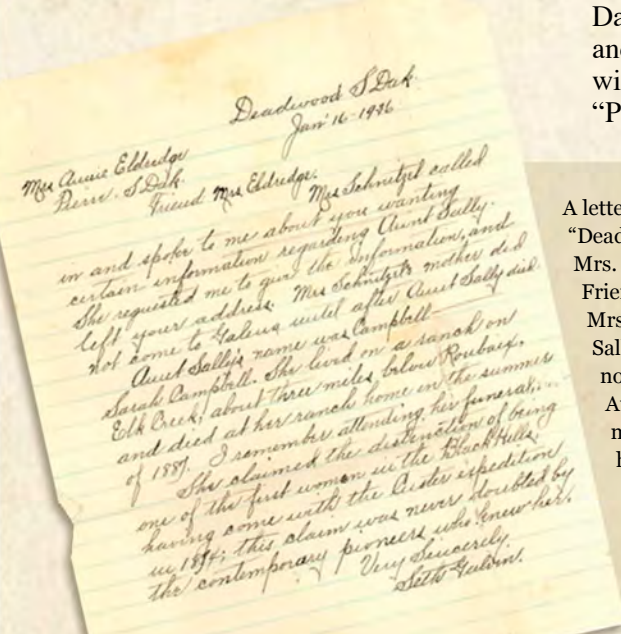 Deadwood S Dak.
Jan' 16-1946
Mrs Annie Eldredge
Pierre. S. Dak.
Friend Mrs Eldredge.
Mrs Schnitzel called
in and spoke to me about you wanting
certain information regardeng Aunt Sally.
She requested me to give the information, and
left your address. Mrs Schnitzel's mother did
not come to Galena until after Aunt Sally died.
Aunt Sally's name was Campbell—
Sarah Campbell. She lived on a ranch on
Elk Creek, about three miles below Roubaix.
and died at her ranch home in the summer
of 1887. I remember attending her funeral.
She claimed the distinction of being
one of the first women in the Black Hills.
having come with the Custer expedition
in 1874; this claim was never doubted by
the contemporary pioneers who knew her.
Very Sincerely
Seth Galvin.
Da
and
wi
“P
A lette
“Dead
Mrs.
Frien
Mrs
Sal
no
A
n